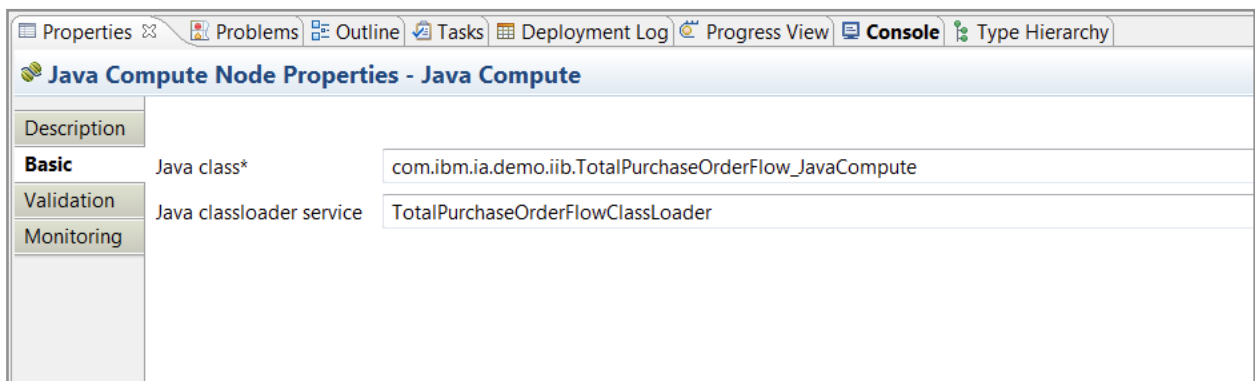 Properties Problems Outline Tasks Deployment Log Progress View Console Type Hierarchy
Java Compute Node Properties - Java Compute
Description
Basic
Java class* com.ibm.ia.demo.iib.TotalPurchaseOrderFlow_JavaCompute
Validation
Java classloader service TotalPurchaseOrderFlowClassLoader
Monitoring